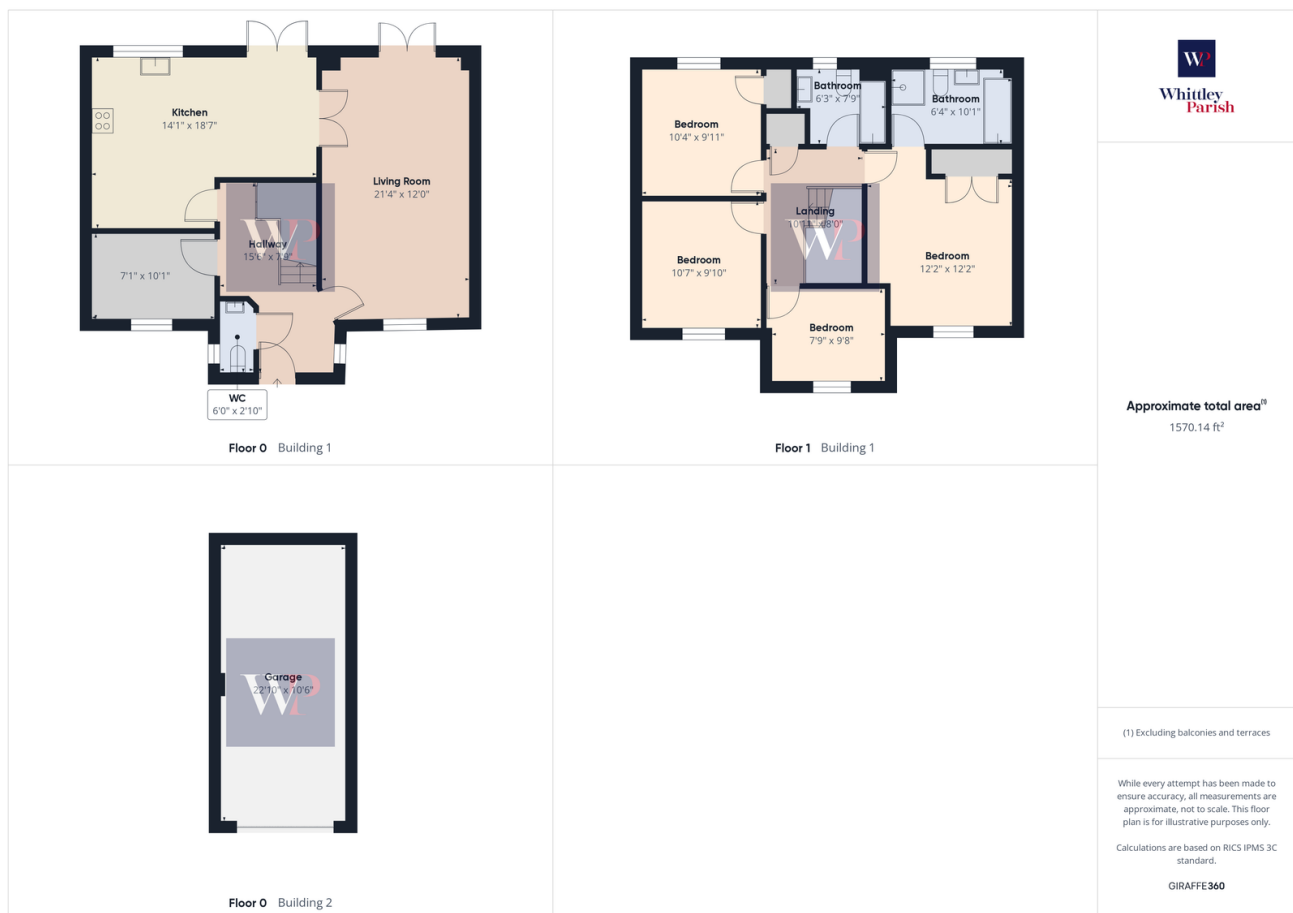 Kitchen
14'1" x 18'7"
Living Room
21'4" x 12'0"
Hallway
15'6" x 7'9"
7'1" x 10'1"
WC
6'0" x 2'10"
Floor 0 Building 1
Bathroom
6'3" x 7'9"
Bathroom
6'4" x 10'1"
Bedroom
10'4" x 9'11"
Landing
Bedroom
10'7" x 9'10"
Bedroom
12'2" x 12'2"
Bedroom
7'9" x 9'8"
Floor 1 Building 1
Garage
22'10" x 10'6"
Floor 0 Building 2
WP
Whittley
Parish
Approximate total area(1)
1570.14 ft²
(1) Excluding balconies and terraces
While every attempt has been made to
ensure accuracy, all measurements are
approximate, not to scale. This floor
plan is for illustrative purposes only.
Calculations are based on RICS IPMS 3C
standard.
GIRAFFE360